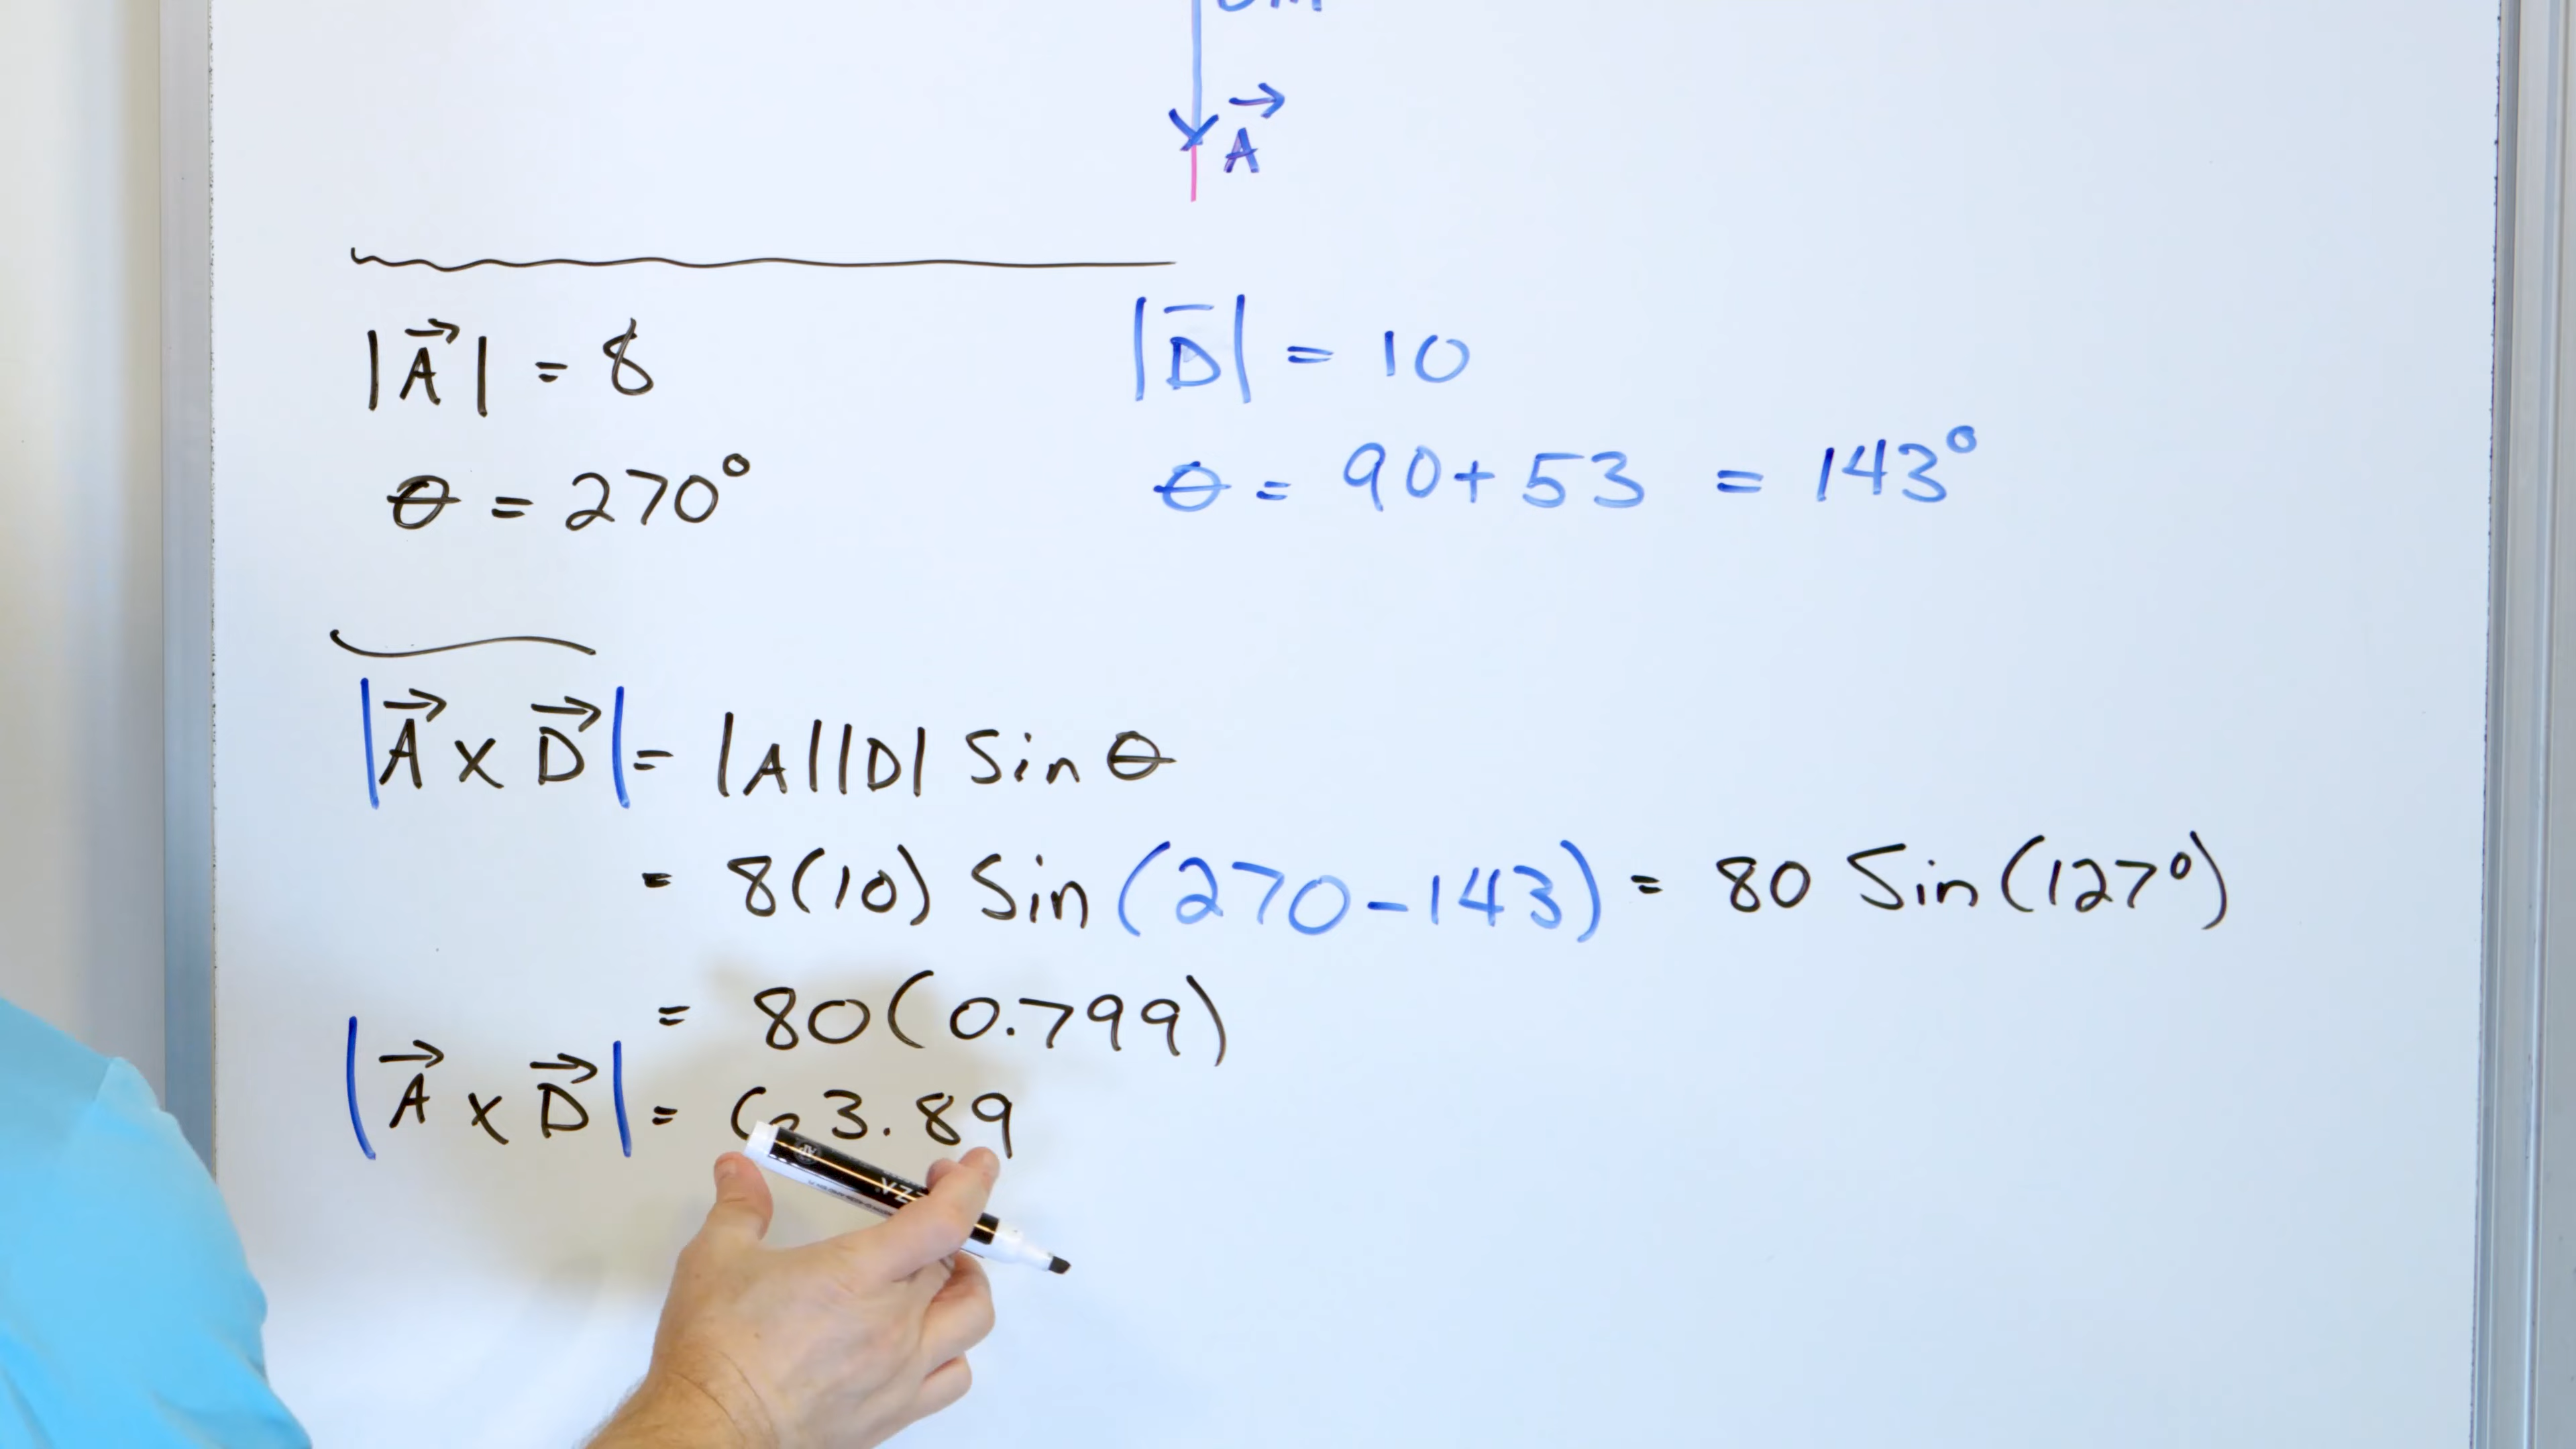 A
|A| = 8
|D| = 10
θ = 270°
θ = 90+53 = 143°
|A x D| = |A||D| Sin θ
= 8(10) Sin (270-143) = 80 Sin(127°)
= 80(0.799)
|A x D| = 63.89